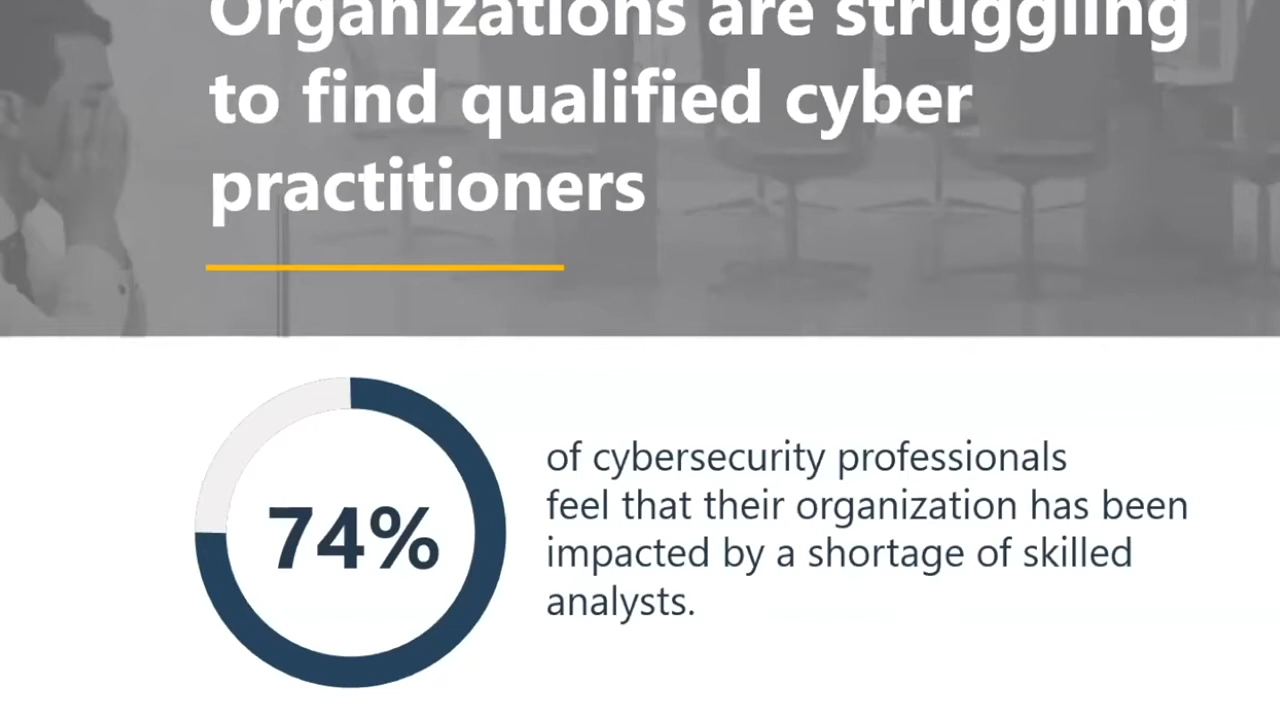 Organizations are struggling
to find qualified cyber
practitioners
74%
of cybersecurity professionals
feel that their organization has been
impacted by a shortage of skilled
analysts.